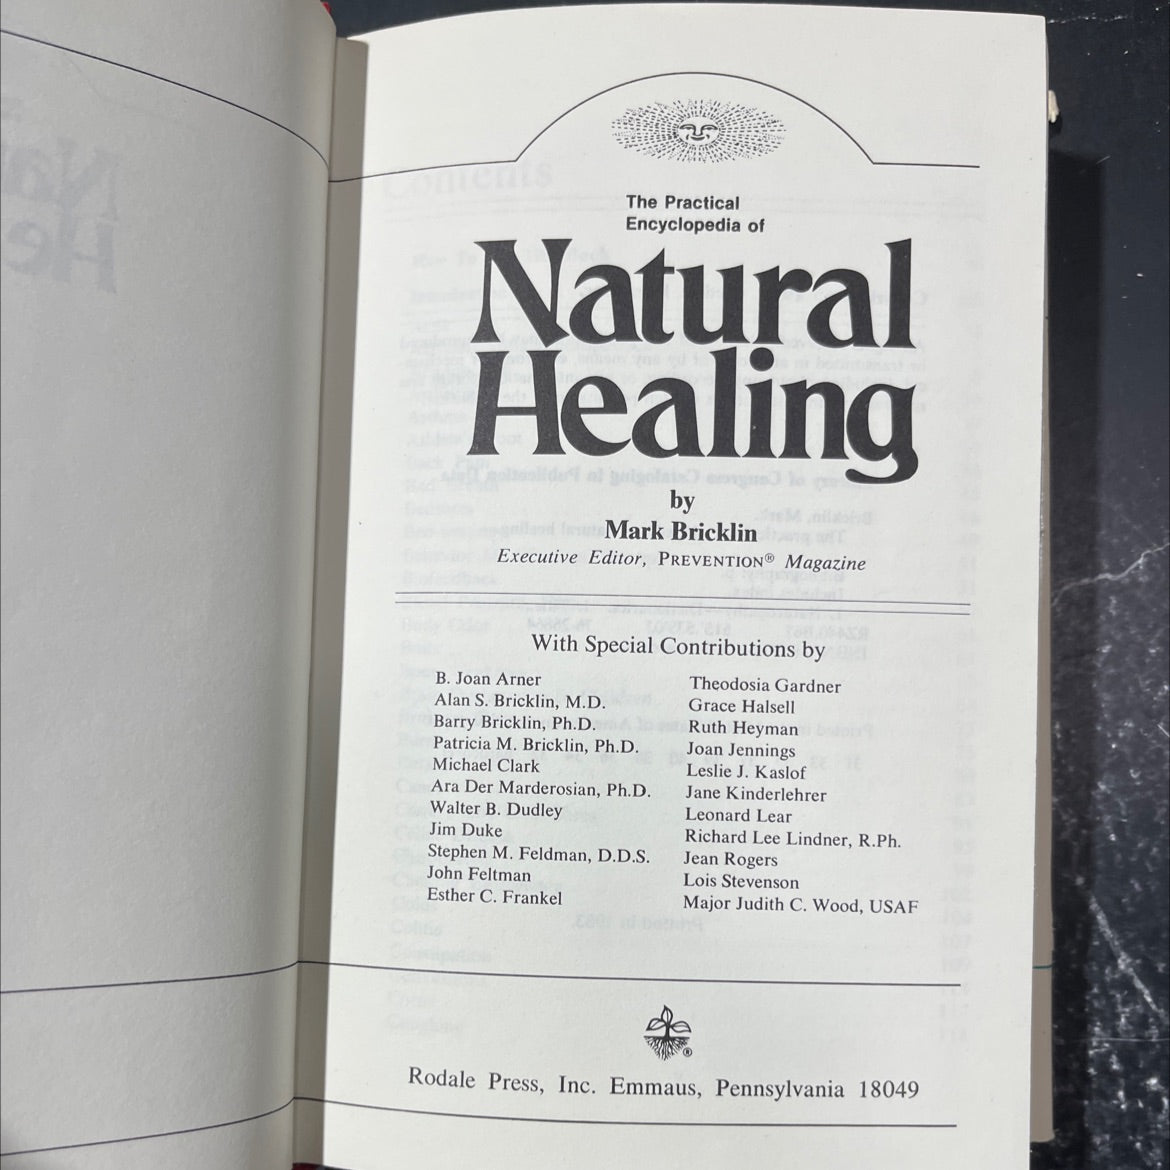 The Practical
Encyclopedia of
Natural
Healing
by
Mark Bricklin
Executive Editor, PREVENTION® Magazine
With Special Contributions by
B. Joan Arner
Alan S. Bricklin, M.D.
Barry Bricklin, Ph.D.
Patricia M. Bricklin, Ph.D.
Michael Clark
Ara Der Marderosian, Ph.D.
Walter B. Dudley
Jim Duke
Stephen M. Feldman, D.D.S.
John Feltman
Esther C. Frankel
Theodosia Gardner
Grace Halsell
Ruth Heyman
Joan Jennings
Leslie J. Kaslof
Jane Kinderlehrer
Leonard Lear
Richard Lee Lindner, R.Ph.
Jean Rogers
Lois Stevenson
Major Judith C. Wood, USAF
®
Rodale Press, Inc. Emmaus, Pennsylvania 18049